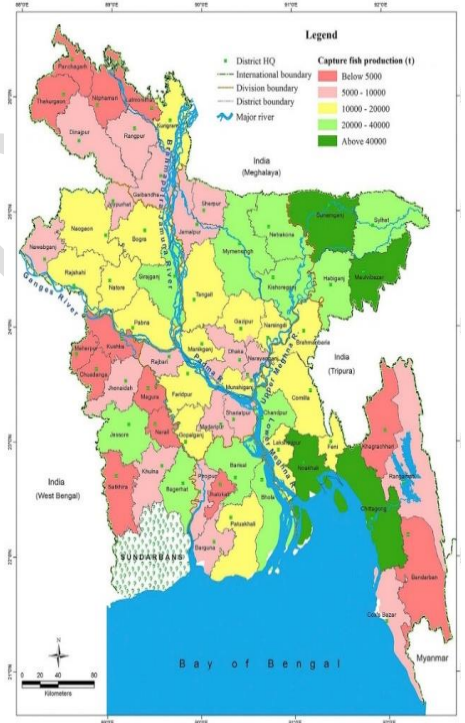 Legend
District HQ
International boundary
Division boundary
District boundary
Major river
Capture fish production (t)
Below 5000
5000 - 10000
10000 - 20000
20000 - 40000
Above 40000
Panchagarh
Thakurgaon
Nilphamari
Lalmonirhat
Dinajpur
Rangpur
Kurigram
Gaibandha
Brahmaputra-Jamuna River
India
(Meghalaya)
Joypurhat
Sherpur
Jamalpur
Naogaon
Bogra
Nawabganj
Mymensingh
Netrakona
Sunamganj
Sylhet
Rajshahi
Natore
Sirajganj
Tangail
Kishoreganj
Habiganj
Maulvibazar
Ganges River
Pabna
Gazipur
Narsingdi
Brahmanbaria
Meherpur
Kushtia
Manikganj
Dhaka
Narayanganj
India
(Tripura)
Chuadanga
Jhenaidah
Rajbari
Padma R.
Munshiganj
Upper Meghna R.
Comilla
Magura
Faridpur
Shariatpur
Chandpur
Jessore
Narail
Gopalganj
Madaripur
Lower Meghna R.
Lakshmipur
Feni
Khagrachhari
India
(West Bengal)
Khulna
Barisal
Noakhali
Rangamati
Satkhira
Bagerhat
Pirojpur
Jhalokati
Bhola
Chittagong
Patuakhali
Barguna
SUNDARBANS
Bandarban
Cox's Bazar
Myanmar
Bay of Bengal
N
0 20 40 80
Kilometers